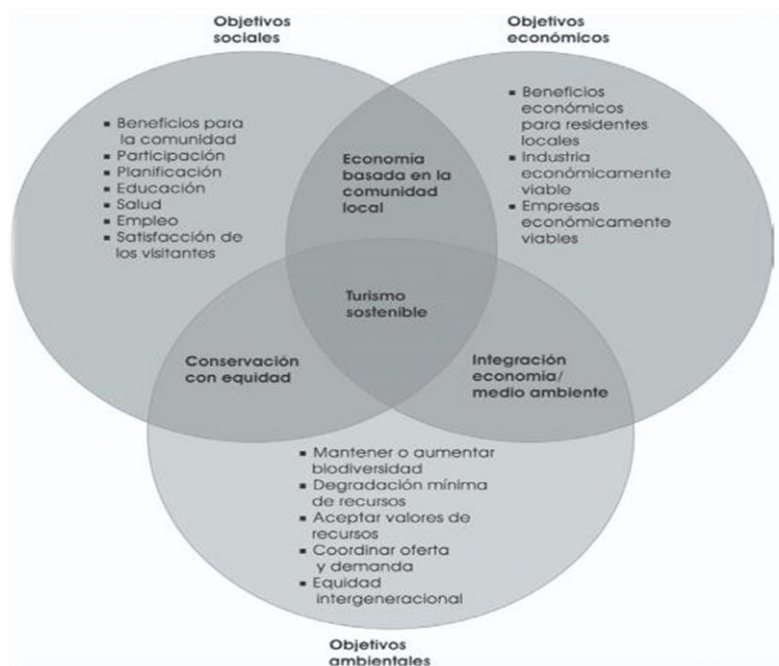 Objetivos
sociales
Objetivos
económicos
▪ Beneficios para
la comunidad
▪ Participación
▪ Planificación
▪ Educación
▪ Salud
▪ Empleo
▪ Satisfacción de
los visitantes
Economía
basada en la
comunidad
local
▪ Beneficios
económicos
para residentes
locales
▪ Industria
económicamente
viable
▪ Empresas
económicamente
viables
Turismo
sostenible
Conservación
con equidad
Integración
economía/
medio ambiente
▪ Mantener o aumentar
biodiversidad
▪ Degradación mínima
de recursos
▪ Aceptar valores de
recursos
▪ Coordinar oferta
y demanda
▪ Equidad
intergeneracional
Objetivos
ambientales